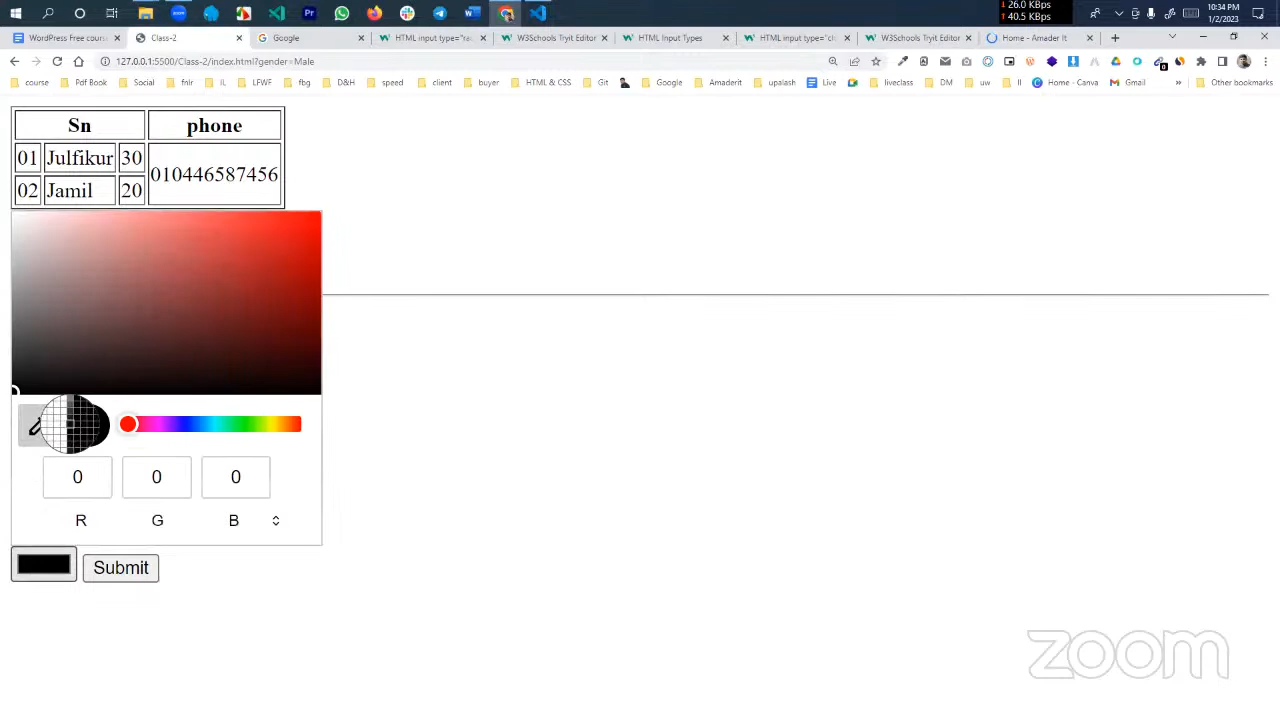 Pr
26.0 KBps
40.5 KBps
10:34 PM
1/2/2023
WordPress Free cours
Class-2
Google
HTML input type="ra
W3Schools Tryit Editor
HTML Input Types
HTML input type="cl
W3Schools Tryit Editor
Home - Amader It
127.0.0.1:5500/Class-2/index.html?gender=Male
course
Pdf Book
Social
fnir
IL
LFWF
fbg
D&H
speed
client
buyer
HTML & CSS
Git
Google
Amaderit
upalash
Live
liveclass
DM
uw
II
Home - Canva
Gmail
Other bookmarks
Sn phone
01 Julfikur 30 010446587456
02 Jamil 20
0 0 0
R G B
Submit
zoom